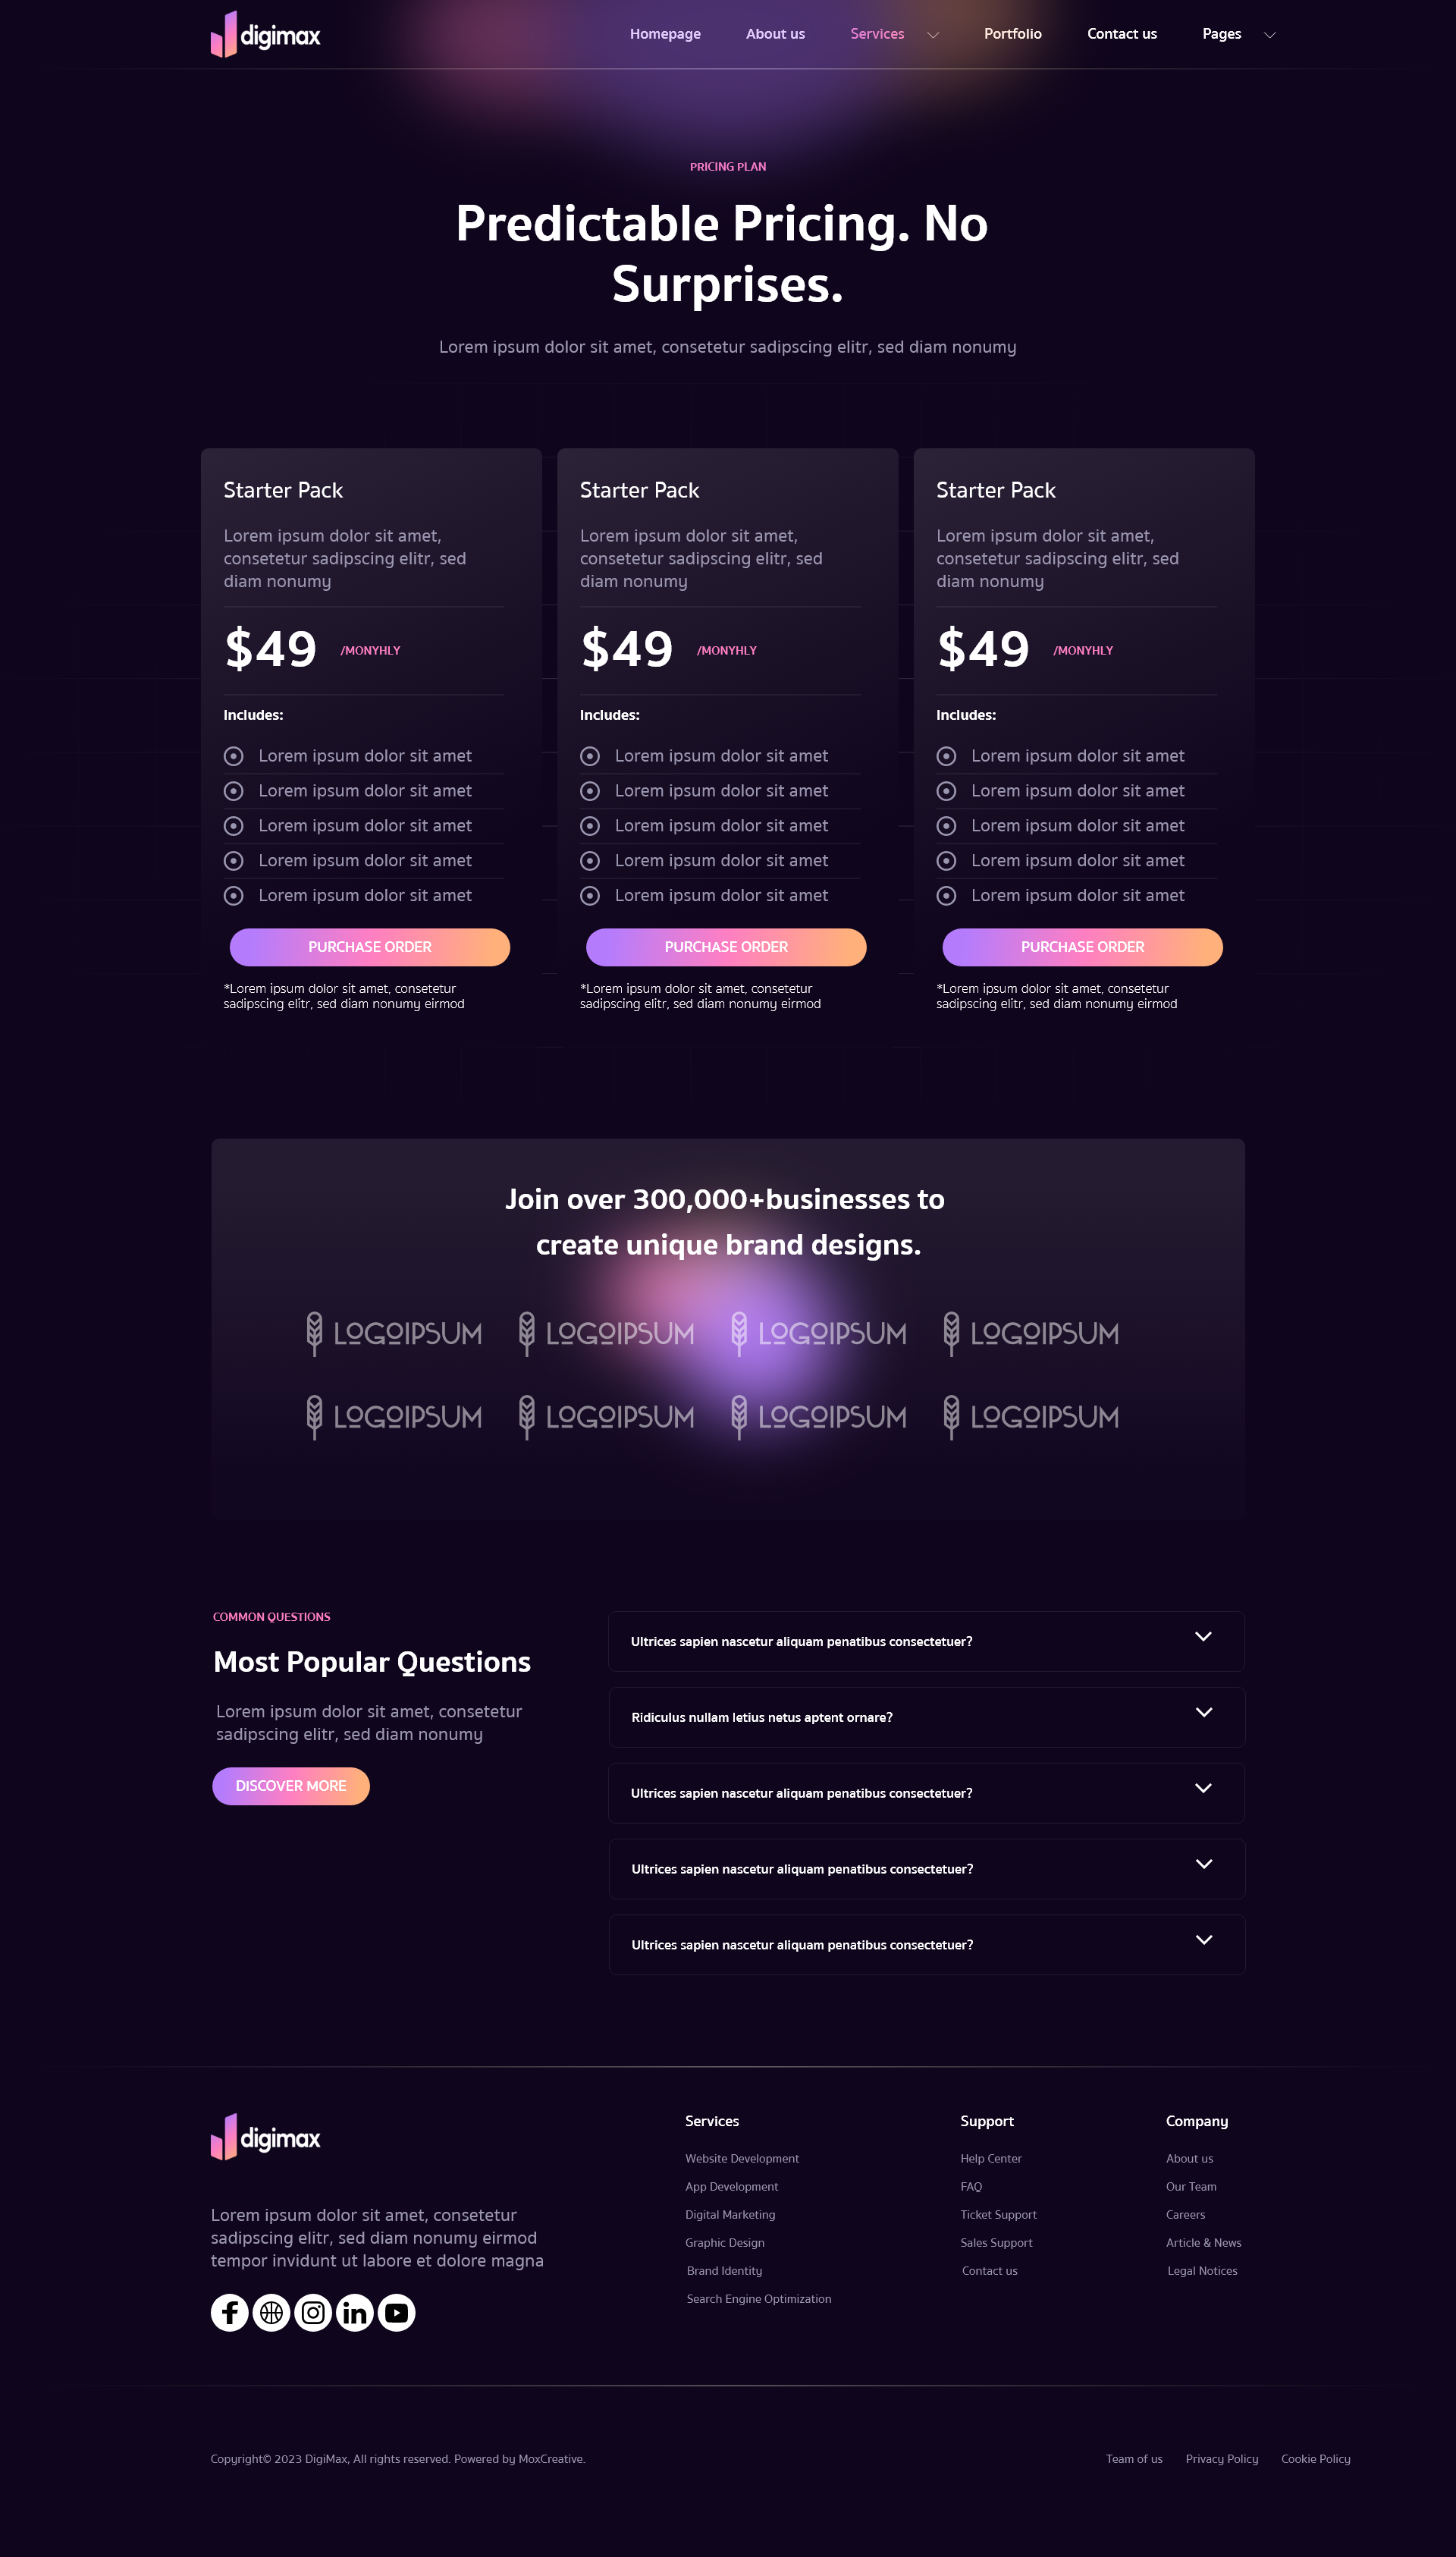 digimax
Homepage About us Services Portfolio Contact us Pages
PRICING PLAN
Predictable Pricing. No
Surprises.
Lorem ipsum dolor sit amet, consetetur sadipscing elitr, sed diam nonumy
Starter Pack
Lorem ipsum dolor sit amet,
consetetur sadipscing elitr, sed
diam nonumy
$49 /MONYHLY
Includes:
Lorem ipsum dolor sit amet
Lorem ipsum dolor sit amet
Lorem ipsum dolor sit amet
Lorem ipsum dolor sit amet
Lorem ipsum dolor sit amet
PURCHASE ORDER
*Lorem ipsum dolor sit amet, consetetur
sadipscing elitr, sed diam nonumy eirmod
Starter Pack
Lorem ipsum dolor sit amet,
consetetur sadipscing elitr, sed
diam nonumy
$49 /MONYHLY
Includes:
Lorem ipsum dolor sit amet
Lorem ipsum dolor sit amet
Lorem ipsum dolor sit amet
Lorem ipsum dolor sit amet
Lorem ipsum dolor sit amet
PURCHASE ORDER
*Lorem ipsum dolor sit amet, consetetur
sadipscing elitr, sed diam nonumy eirmod
Starter Pack
Lorem ipsum dolor sit amet,
consetetur sadipscing elitr, sed
diam nonumy
$49 /MONYHLY
Includes:
Lorem ipsum dolor sit amet
Lorem ipsum dolor sit amet
Lorem ipsum dolor sit amet
Lorem ipsum dolor sit amet
Lorem ipsum dolor sit amet
PURCHASE ORDER
*Lorem ipsum dolor sit amet, consetetur
sadipscing elitr, sed diam nonumy eirmod
Join over 300,000+businesses to
create unique brand designs.
LOGOIPSUM LOGOIPSUM LOGOIPSUM LOGOIPSUM
LOGOIPSUM LOGOIPSUM LOGOIPSUM LOGOIPSUM
COMMON QUESTIONS
Most Popular Questions
Lorem ipsum dolor sit amet, consetetur
sadipscing elitr, sed diam nonumy
DISCOVER MORE
Ultrices sapien nascetur aliquam penatibus consectetuer?
Ridiculus nullam letius netus aptent ornare?
Ultrices sapien nascetur aliquam penatibus consectetuer?
Ultrices sapien nascetur aliquam penatibus consectetuer?
Ultrices sapien nascetur aliquam penatibus consectetuer?
digimax
Lorem ipsum dolor sit amet, consetetur
sadipscing elitr, sed diam nonumy eirmod
tempor invidunt ut labore et dolore magna
Services
Website Development
App Development
Digital Marketing
Graphic Design
Brand Identity
Search Engine Optimization
Support
Help Center
FAQ
Ticket Support
Sales Support
Contact us
Company
About us
Our Team
Careers
Article & News
Legal Notices
Copyright© 2023 DigiMax, All rights reserved. Powered by MoxCreative.
Team of us Privacy Policy Cookie Policy